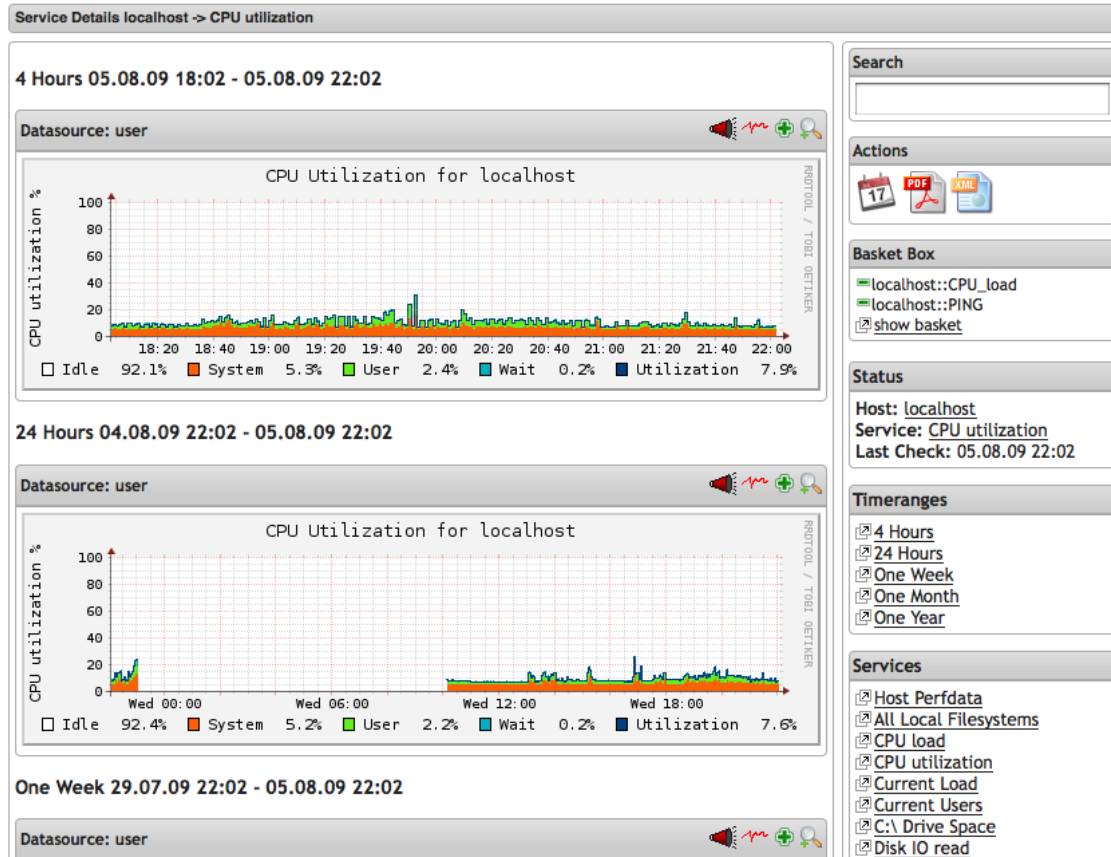 Service Details localhost -> CPU utilization
4 Hours 05.08.09 18:02 - 05.08.09 22:02
Datasource: user
CPU Utilization for localhost
RRDTOOL / TOBI OETIKER
CPU utilization %
100
80
60
40
20
0
18:20 18:40 19:00 19:20 19:40 20:00 20:20 20:40 21:00 21:20 21:40 22:00
Idle 92.1% System 5.3% User 2.4% Wait 0.2% Utilization 7.9%
24 Hours 04.08.09 22:02 - 05.08.09 22:02
Datasource: user
CPU Utilization for localhost
RRDTOOL / TOBI OETIKER
CPU utilization %
100
80
60
40
20
0
Wed 00:00 Wed 06:00 Wed 12:00 Wed 18:00
Idle 92.4% System 5.2% User 2.2% Wait 0.2% Utilization 7.6%
One Week 29.07.09 22:02 - 05.08.09 22:02
Datasource: user
Search
Actions
17 PDF XML
Basket Box
localhost::CPU_load
localhost::PING
show basket
Status
Host: localhost
Service: CPU utilization
Last Check: 05.08.09 22:02
Timeranges
4 Hours
24 Hours
One Week
One Month
One Year
Services
Host Perfdata
All Local Filesystems
CPU load
CPU utilization
Current Load
Current Users
C:\ Drive Space
Disk IO read